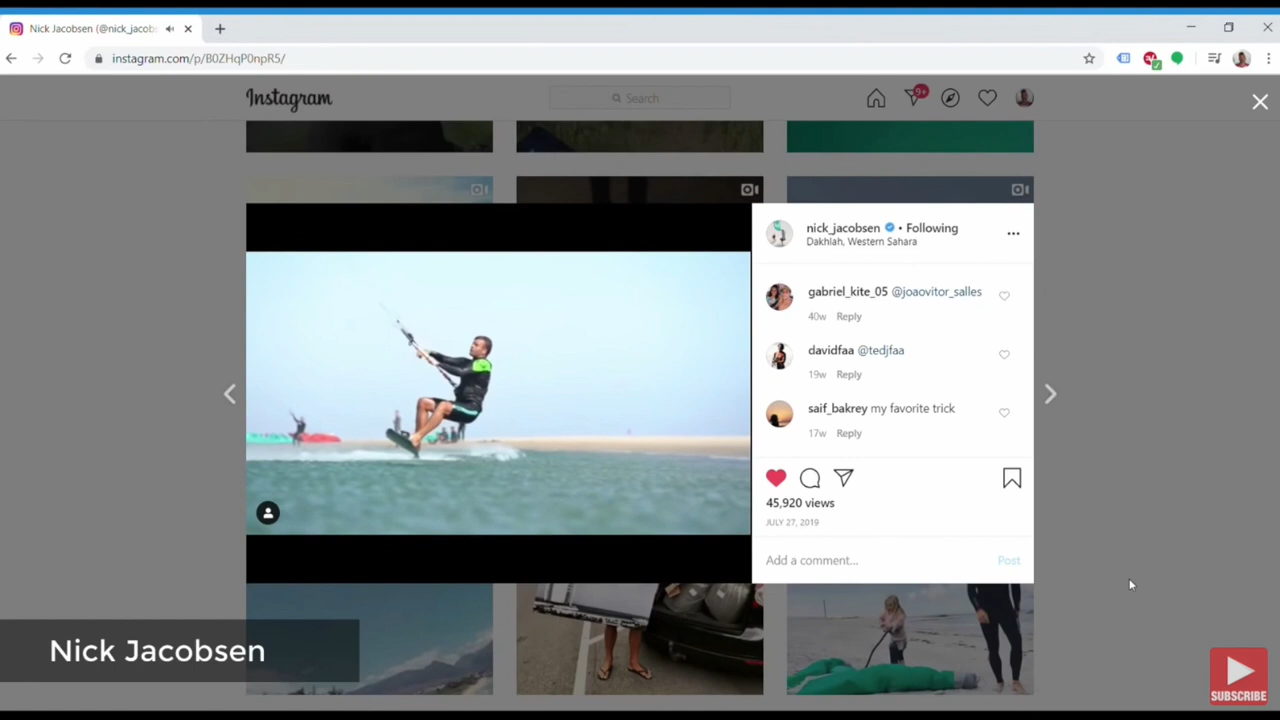 Nick Jacobsen (@nick_jacobs
instagram.com/p/B0ZHqP0npR5/
Instagram
Search
9+
nick_jacobsen • Following
Dakhlah, Western Sahara
gabriel_kite_05 @joaovitor_salles
40w Reply
davidfaa @tedjfaa
19w Reply
saif_bakrey my favorite trick
17w Reply
45,920 views
JULY 27, 2019
Add a comment... Post
Nick Jacobsen
SUBSCRIBE